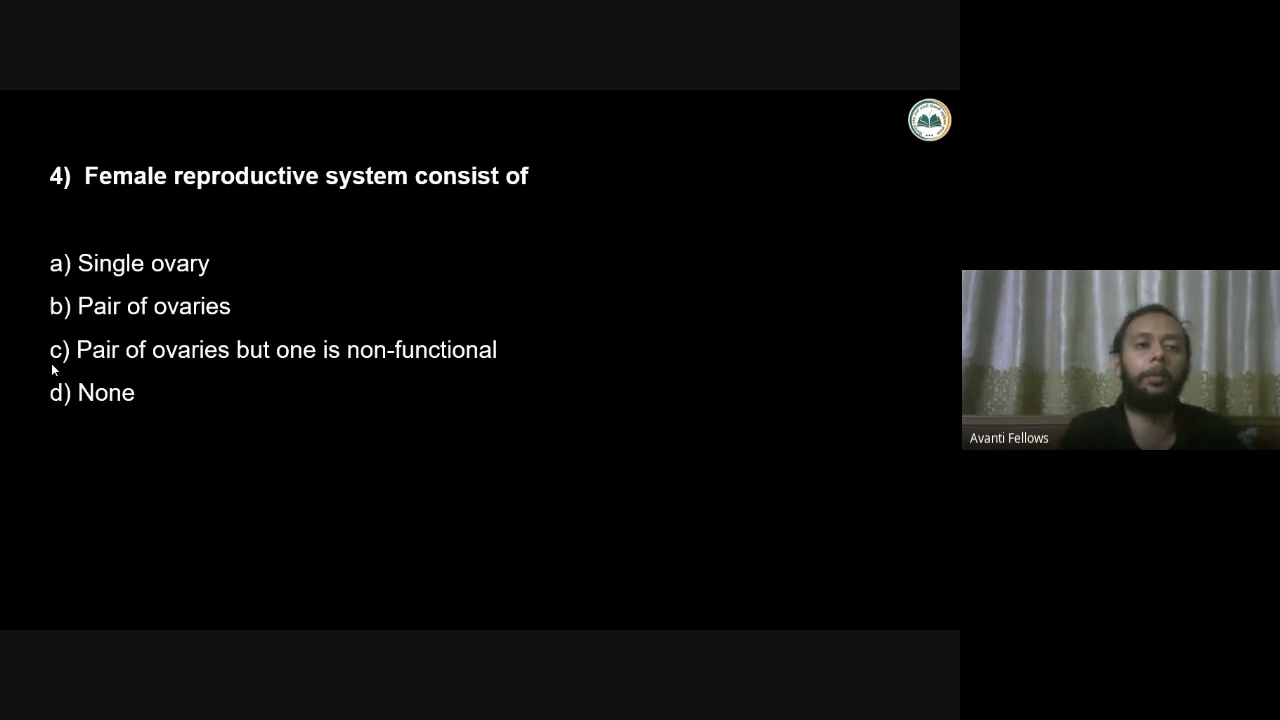 4) Female reproductive system consist of
a) Single ovary
b) Pair of ovaries
c) Pair of ovaries but one is non-functional
d) None
Avanti Fellows